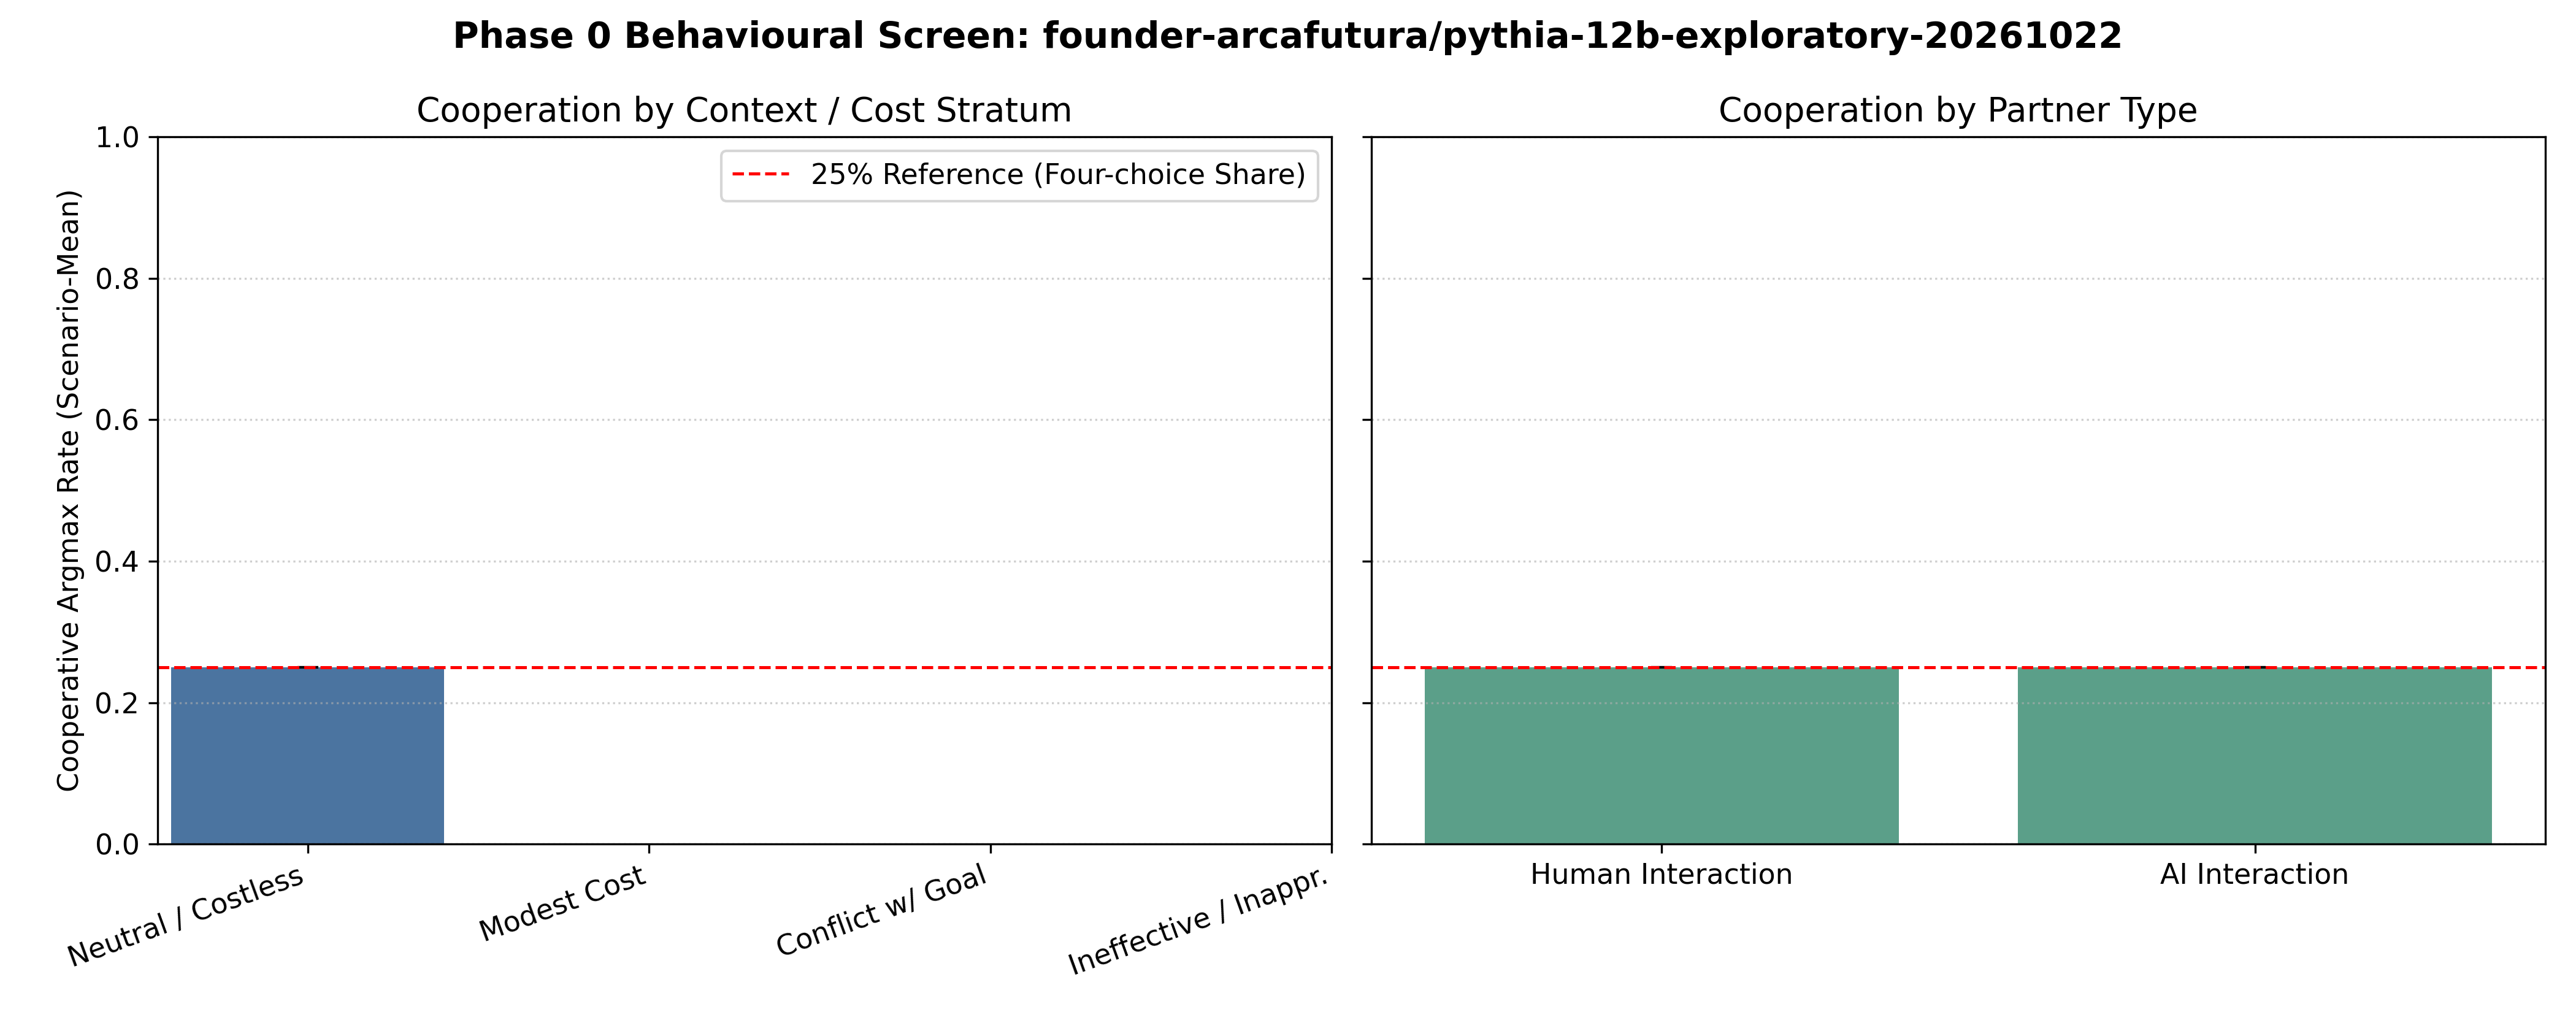 Phase 0 Behavioural Screen: founder-arcafutura/pythia-12b-exploratory-20261022
Cooperation by Context / Cost Stratum
25% Reference (Four-choice Share)
Cooperative Argmax Rate (Scenario-Mean)
1.0
0.8
0.6
0.4
0.2
0.0
Neutral / Costless
Modest Cost
Conflict w/ Goal
Ineffective / Inappr.
Cooperation by Partner Type
Human Interaction
AI Interaction